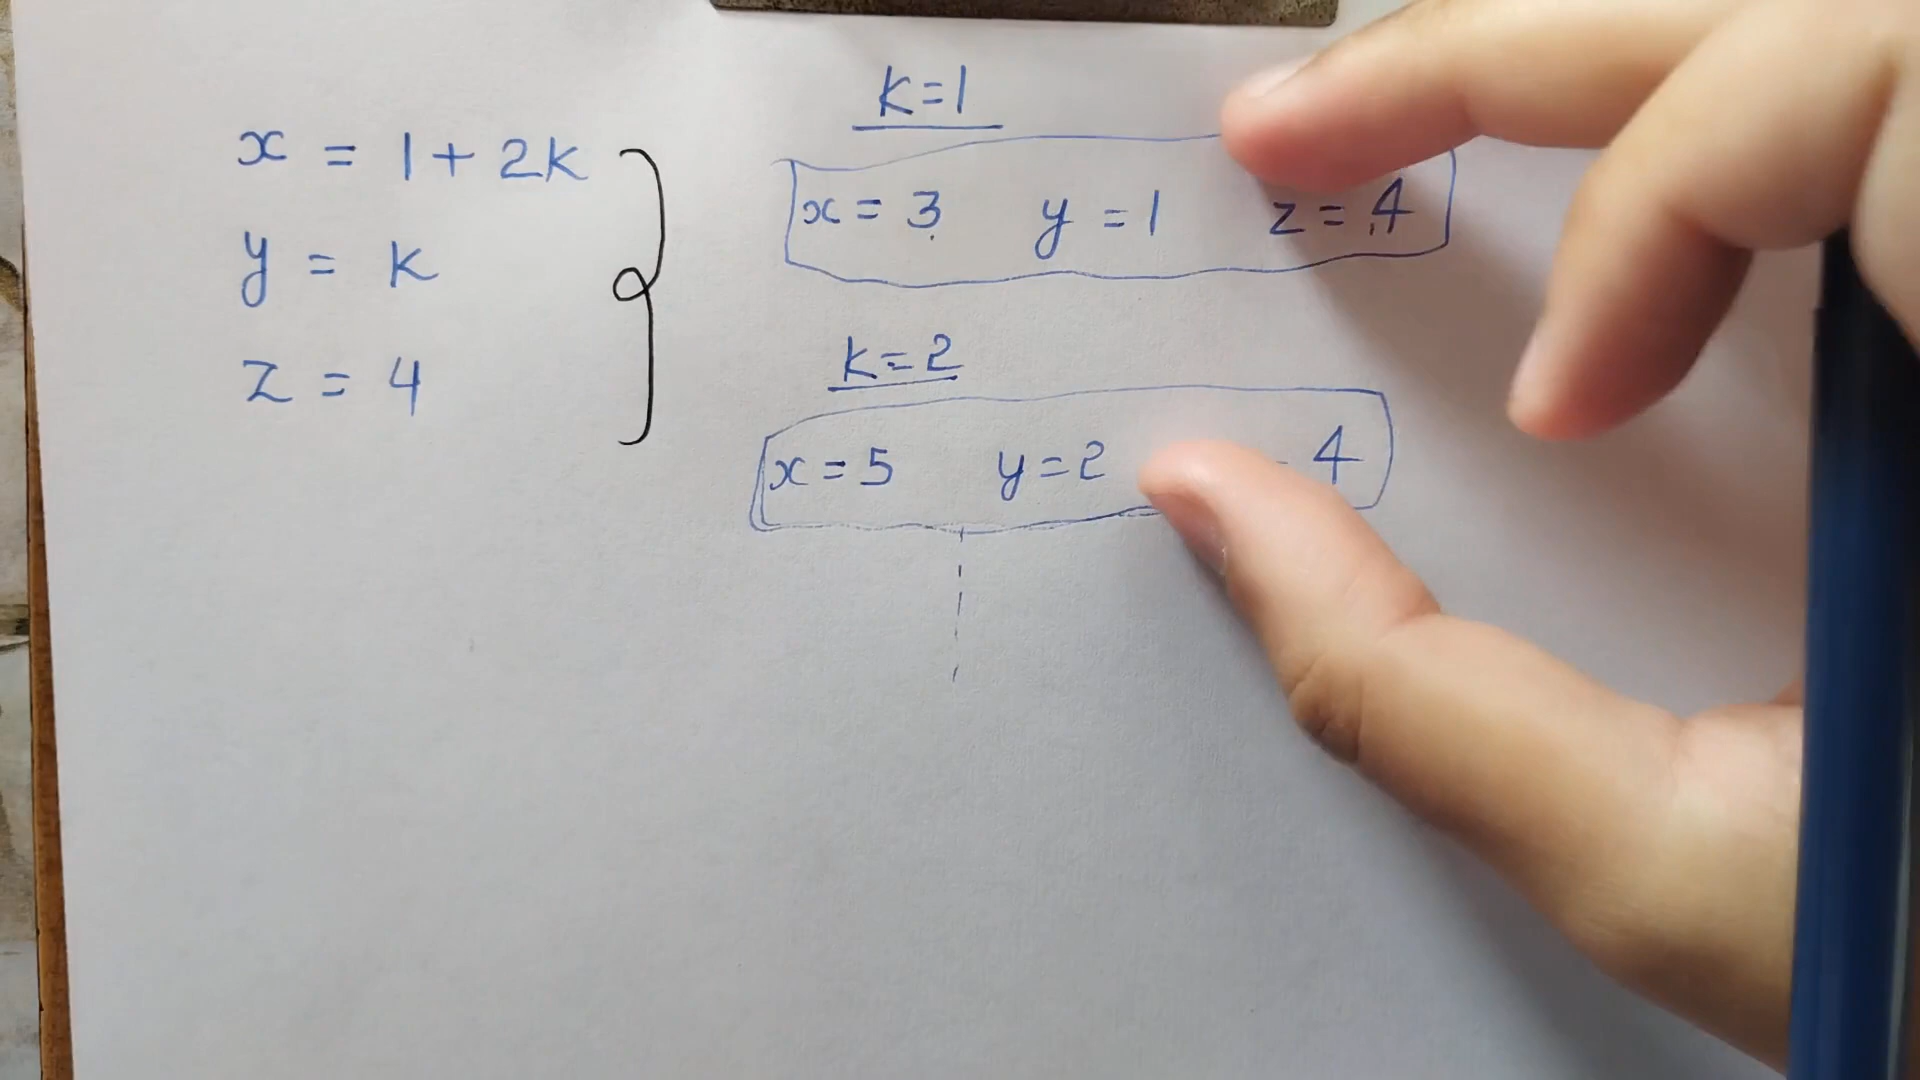 x = 1 + 2k
y = k
z = 4
k=1
x = 3 y = 1 z = 4
k=2
x = 5 y = 2 4